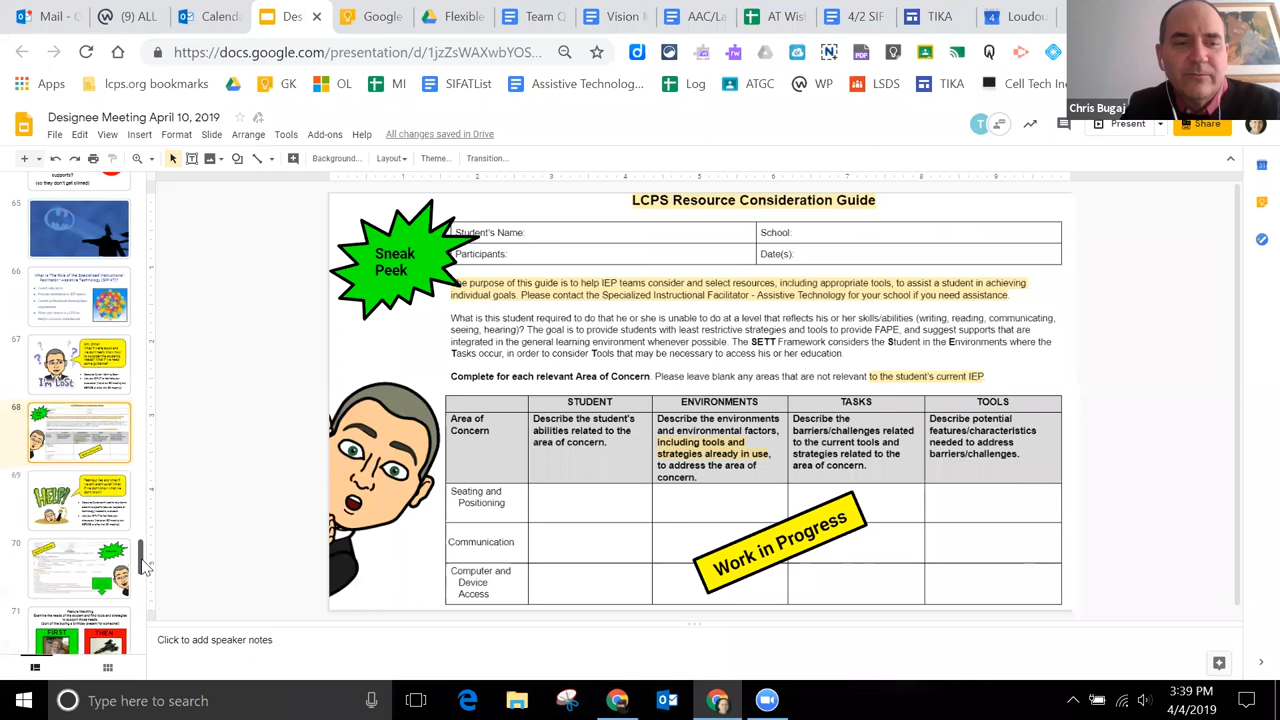 Mail -
ALL (W
Calenda
Des
Speakin
Flexible
Team G
Vision N
AAC/La
AT Wire
4/2 SIF
TIKA
Loudou
https://docs.google.com/presentation/d/1jzZsWAXwbYOS...
Apps
lcps.org bookmarks
GK
OL
MI
SIFATList
Assistive Technology...
Log
ATGC
WP
LSDS
TIKA
Cell Tech In
Chris Bugaj
Designee Meeting April 10, 2019
File Edit View Insert Format Slide Arrange Tools Add-ons Help All changes saved in Drive
T
Present
Share
Background...
Layout
Theme...
Transition...
supports?
(so they don't get slimed)
65
66
67
I'M LOST
68
69
HELP!
70
71
Feature Matching
FIRST
THEN
LCPS Resource Consideration Guide
Sneak
Peek
Student's Name:
School:
Participants:
Date(s):
guide is to help IEP teams consider and select resources, including appropriate tools, to assist a student in achieving
individual goals. Please contact the Specialized Instructional Facilitator - Assistive Technology for your school if you need assistance.
What is this student required to do that he or she is unable to do at a level that reflects his or her skills/abilities (writing, reading, communicating,
seeing, hearing)? The goal is to provide students with least restrictive strategies and tools to provide FAPE, and suggest supports that are
integrated in the general learning environment whenever possible. The SETT Framework considers the Student in the Environments where the
Tasks occur, in order to consider Tools that may be necessary to access his or her education.
Complete for each relevant Area of Concern. Please leave blank any areas that are not relevant to the student's current IEP.
STUDENT
ENVIRONMENTS
TASKS
TOOLS
Area of
Concern
Describe the student's
abilities related to the
area of concern.
Describe the environments
and environmental factors,
including tools and
strategies already in use,
to address the area of
concern.
Describe the
barriers/challenges related
to the current tools and
strategies related to the
area of concern.
Describe potential
features/characteristics
needed to address
barriers/challenges.
Seating and
Positioning
Communication
Computer and
Device
Access
Work in Progress
Click to add speaker notes
Type here to search
3:39 PM
4/4/2019